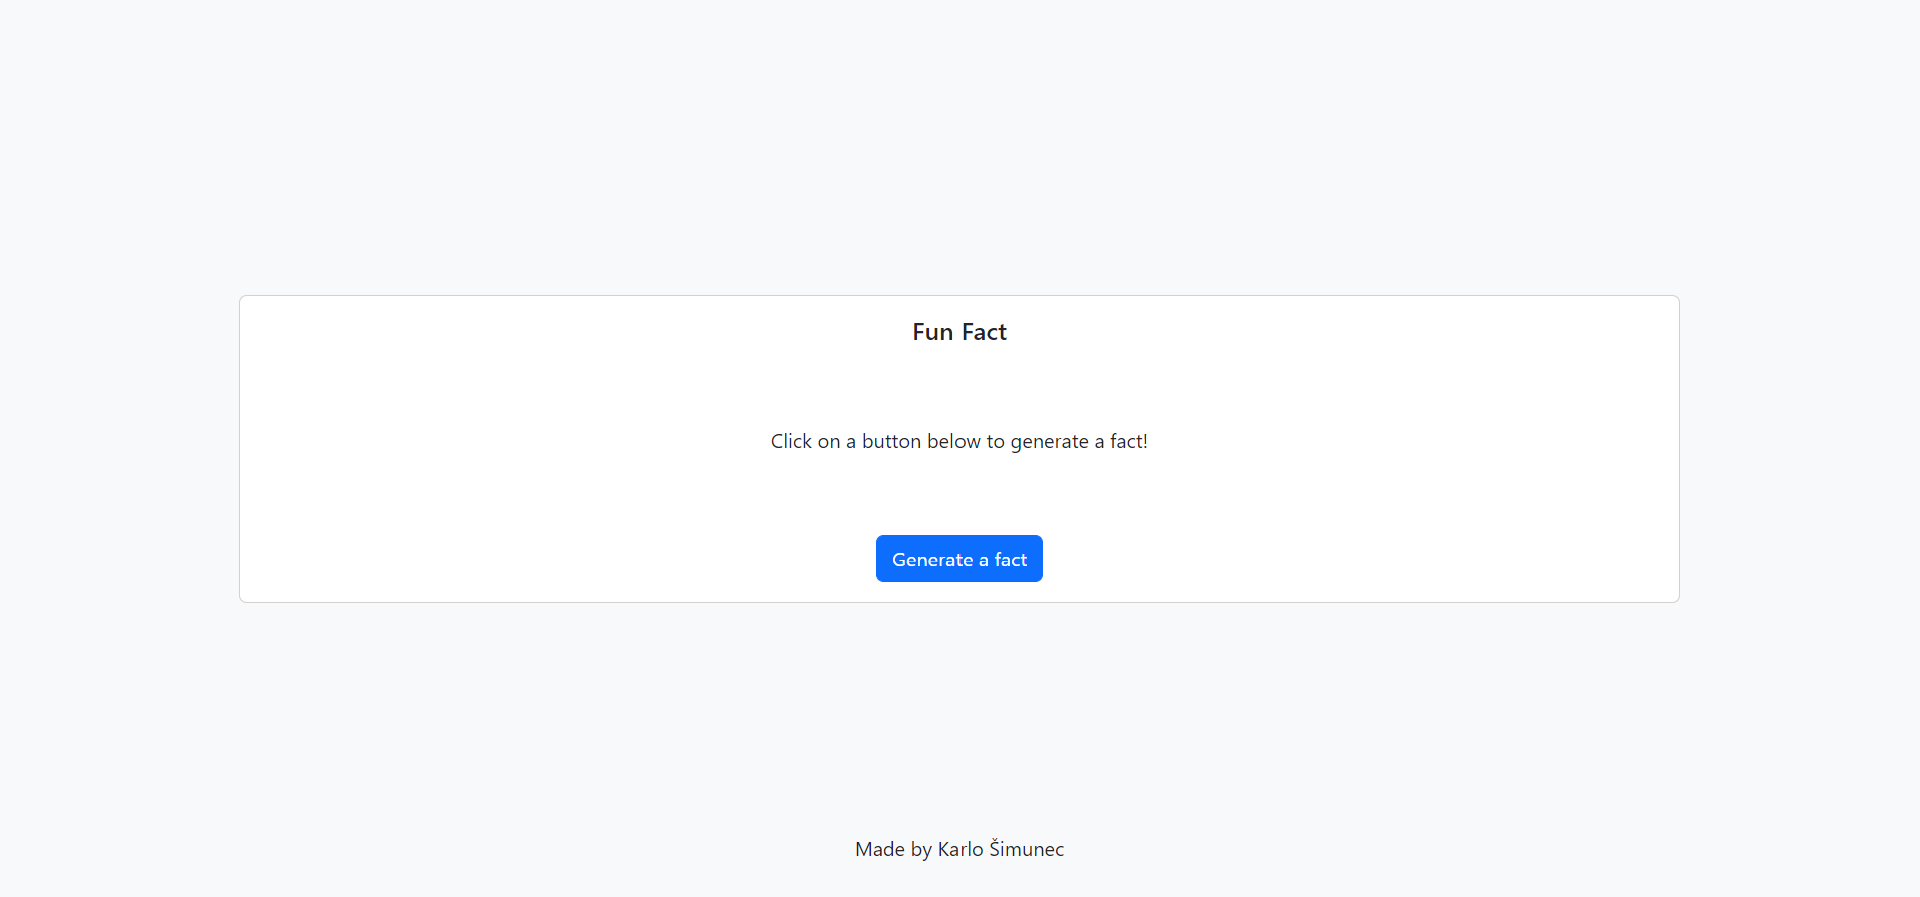 Fun Fact
Click on a button below to generate a fact!
Generate a fact
Made by Karlo Šimunec